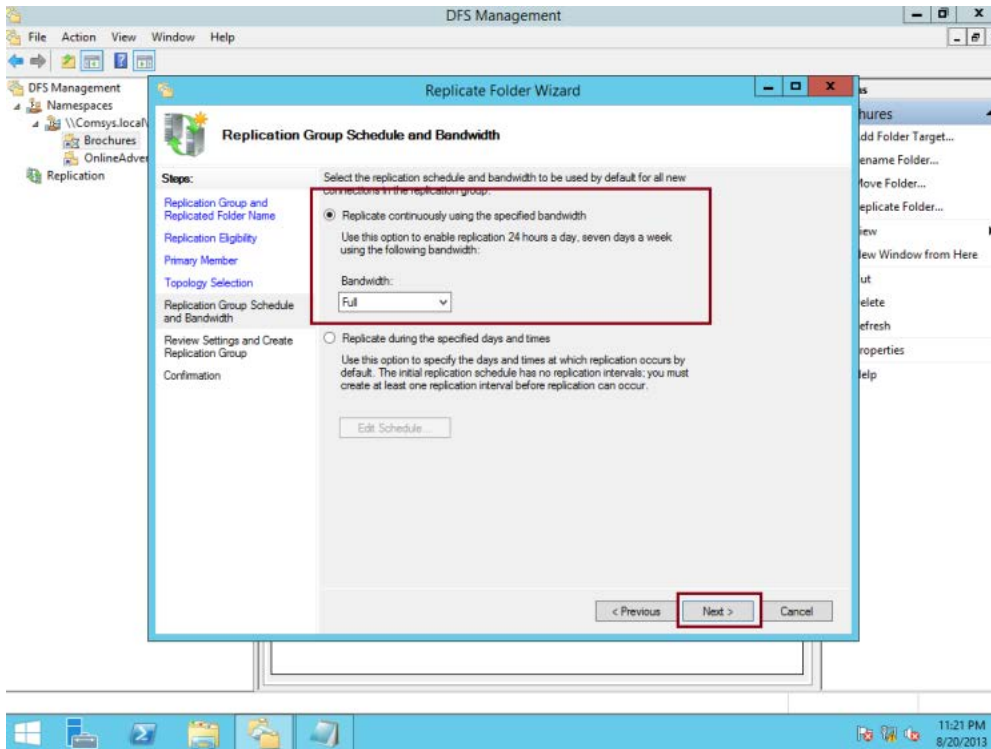 DFS Management
File Action View Window Help
DFS Management
Namespaces
\\Comsys.local\
Brochures
OnlineAdver
Replication
Replicate Folder Wizard
Replication Group Schedule and Bandwidth
Steps:
Replication Group and
Replicated Folder Name
Replication Eligibility
Primary Member
Topology Selection
Replication Group Schedule
and Bandwidth
Review Settings and Create
Replication Group
Confirmation
Select the replication schedule and bandwidth to be used by default for all new
connections in the replication group.
Replicate continuously using the specified bandwidth
Use this option to enable replication 24 hours a day, seven days a week
using the following bandwidth:
Bandwidth:
Full
Replicate during the specified days and times
Use this option to specify the days and times at which replication occurs by
default. The initial replication schedule has no replication intervals; you must
create at least one replication interval before replication can occur.
Edit Schedule...
< Previous
Next >
Cancel
ns
hures
dd Folder Target...
ename Folder...
Move Folder...
eplicate Folder...
iew
lew Window from Here
ut
elete
efresh
roperties
lelp
11:21 PM
8/20/2013